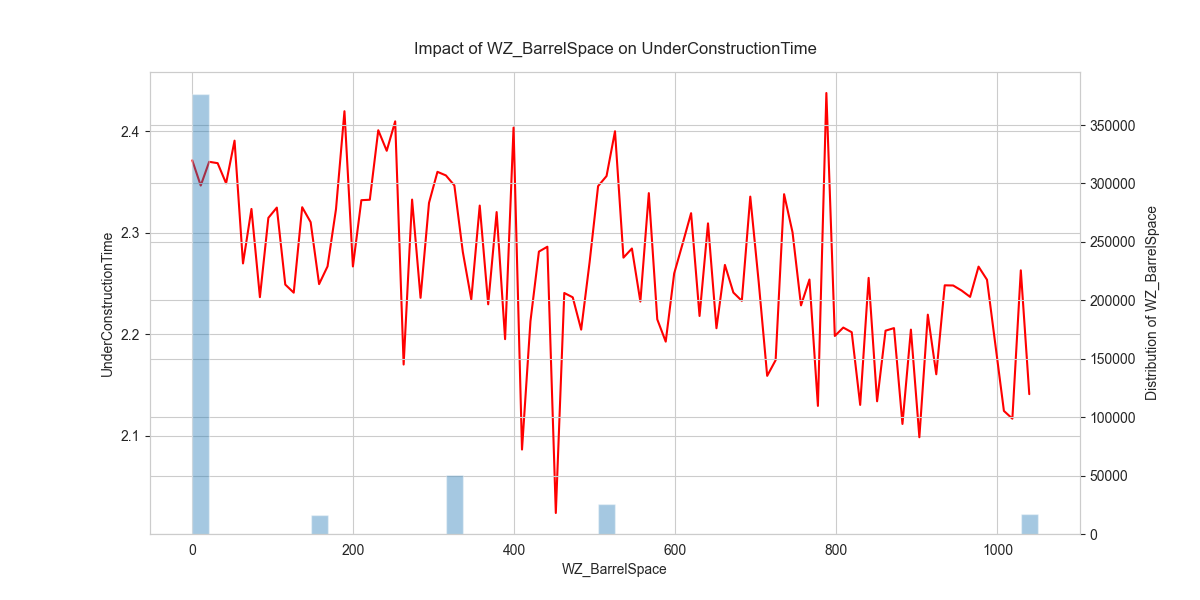 Impact of WZ_BarrelSpace on UnderConstructionTime
UnderConstructionTime
2.4
2.3
2.2
2.1
350000
300000
250000
200000
150000
100000
50000
0
Distribution of WZ_BarrelSpace
0 200 400 600 800 1000
WZ_BarrelSpace